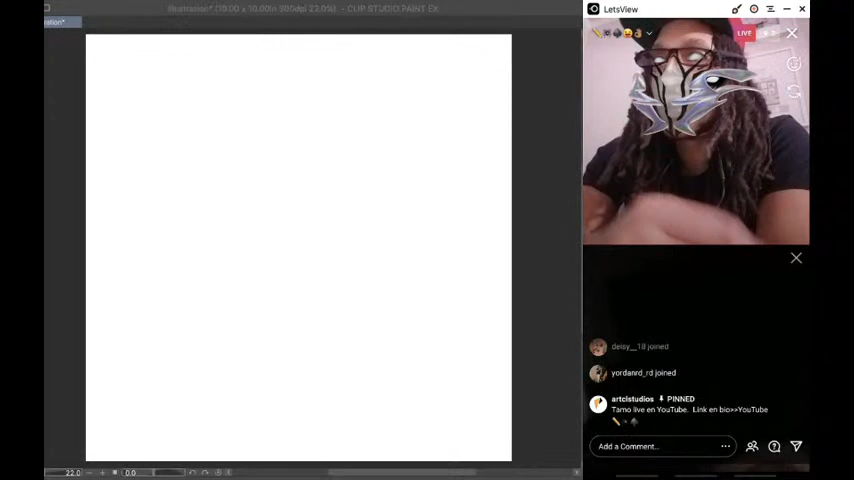 Illustration* (10.00 x 10.00in 300dpi 22.0%) - CLIP STUDIO PAINT EX
ration*
LetsView
LIVE
deisy__18 joined
yordanrd_rd joined
artclstudios PINNED
Tamo live en YouTube. Link en bio>>YouTube
Add a Comment...
22.0
0.0